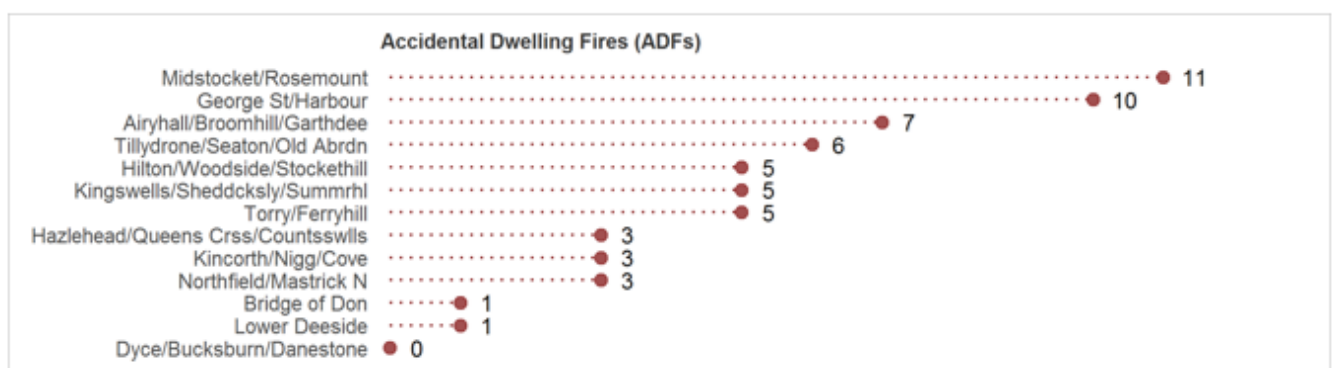 Accidental Dwelling Fires (ADFs)
Midstocket/Rosemount 11
George St/Harbour 10
Airyhall/Broomhill/Garthdee 7
Tillydrone/Seaton/Old Abrdn 6
Hilton/Woodside/Stockethill 5
Kingswells/Sheddcksly/Summrhl 5
Torry/Ferryhill 5
Hazlehead/Queens Crss/Countsswlls 3
Kincorth/Nigg/Cove 3
Northfield/Mastrick N 3
Bridge of Don 1
Lower Deeside 1
Dyce/Bucksburn/Danestone 0